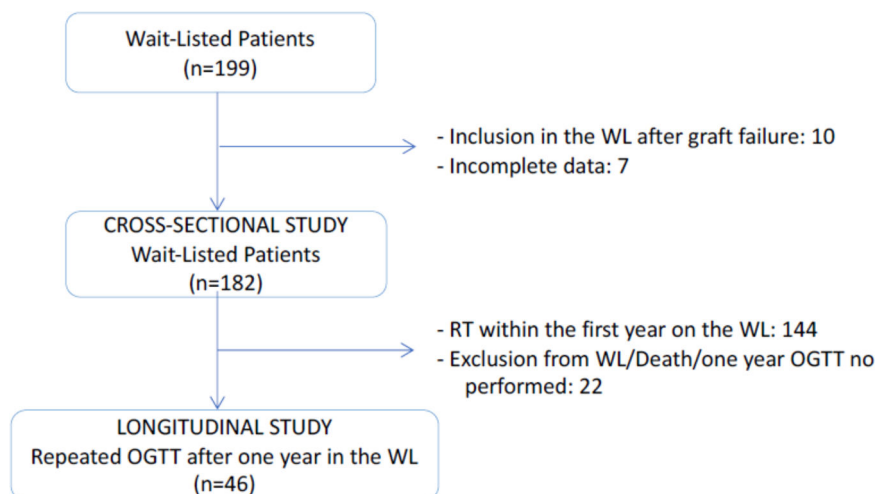 Wait-Listed Patients
(n=199)
- Inclusion in the WL after graft failure: 10
- Incomplete data: 7
CROSS-SECTIONAL STUDY
Wait-Listed Patients
(n=182)
- RT within the first year on the WL: 144
- Exclusion from WL/Death/one year OGTT no
performed: 22
LONGITUDINAL STUDY
Repeated OGTT after one year in the WL
(n=46)